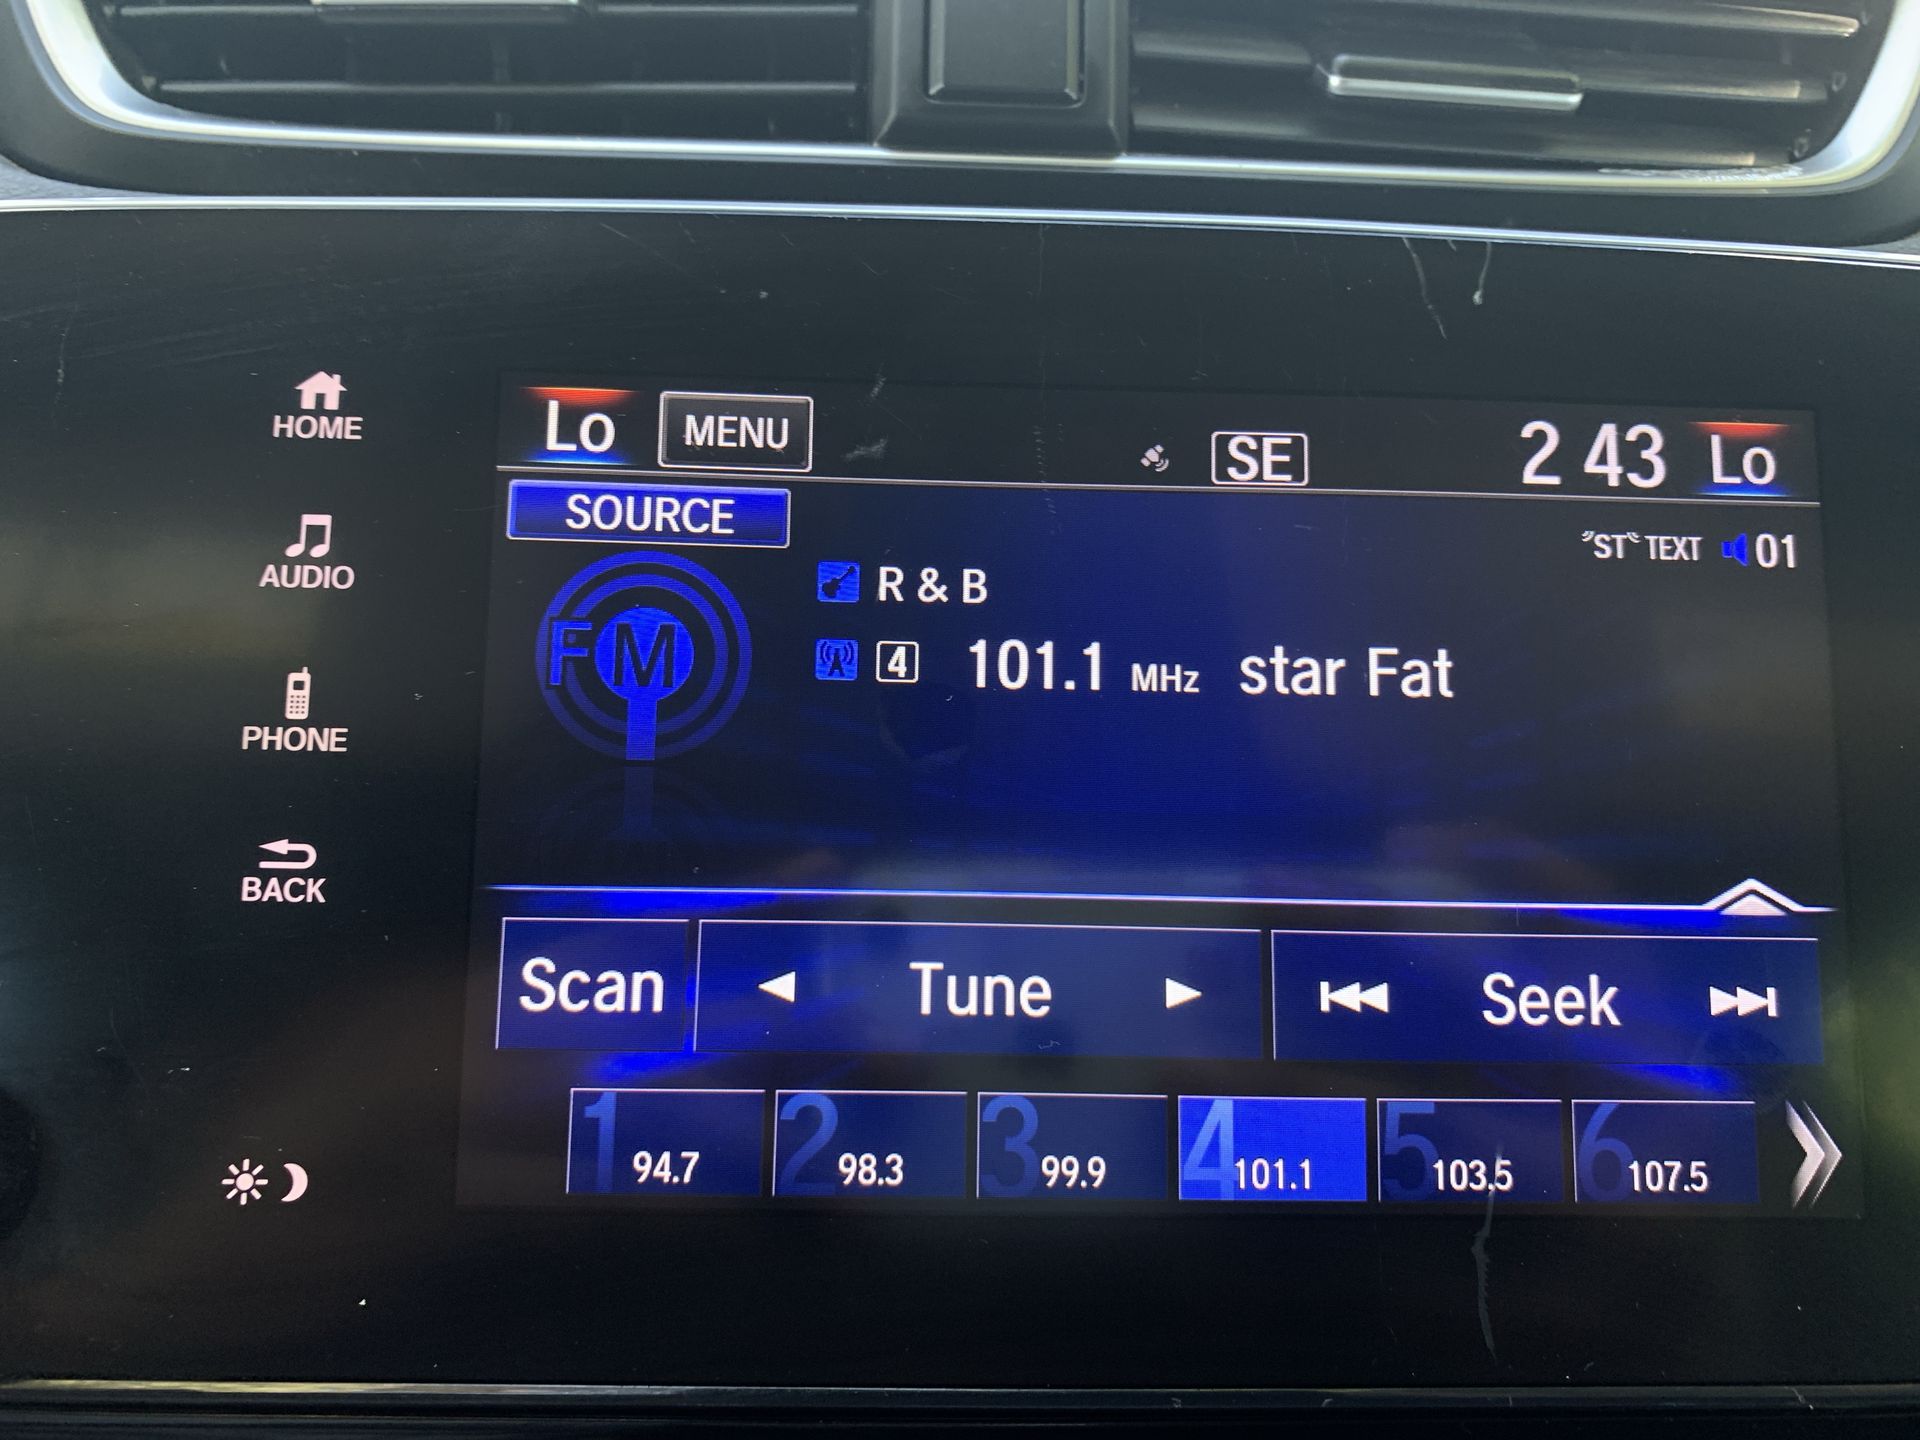 HOME
AUDIO
PHONE
BACK
Lo MENU SE 2 43 Lo
SOURCE
ST TEXT 01
FM
R & B
4 101.1 MHz star Fat
Scan Tune Seek
1 94.7 2 98.3 3 99.9 4 101.1 5 103.5 6 107.5